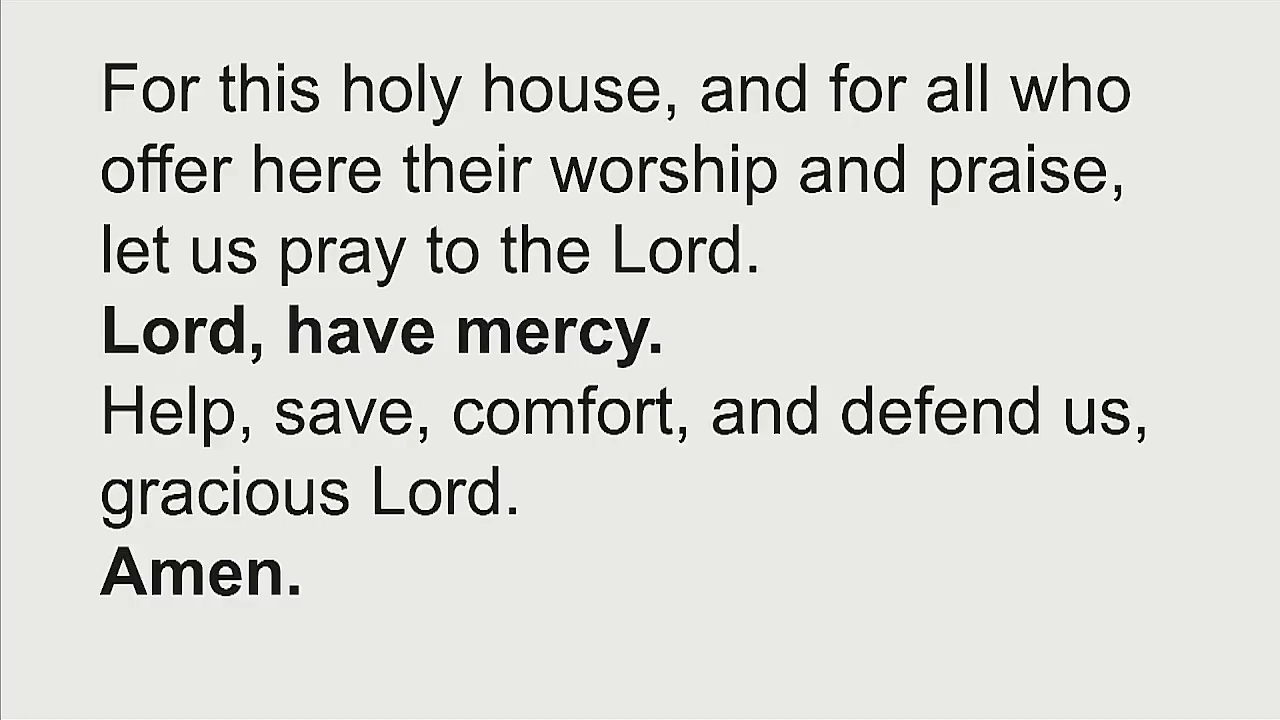 For this holy house, and for all who
offer here their worship and praise,
let us pray to the Lord.
Lord, have mercy.
Help, save, comfort, and defend us,
gracious Lord.
Amen.